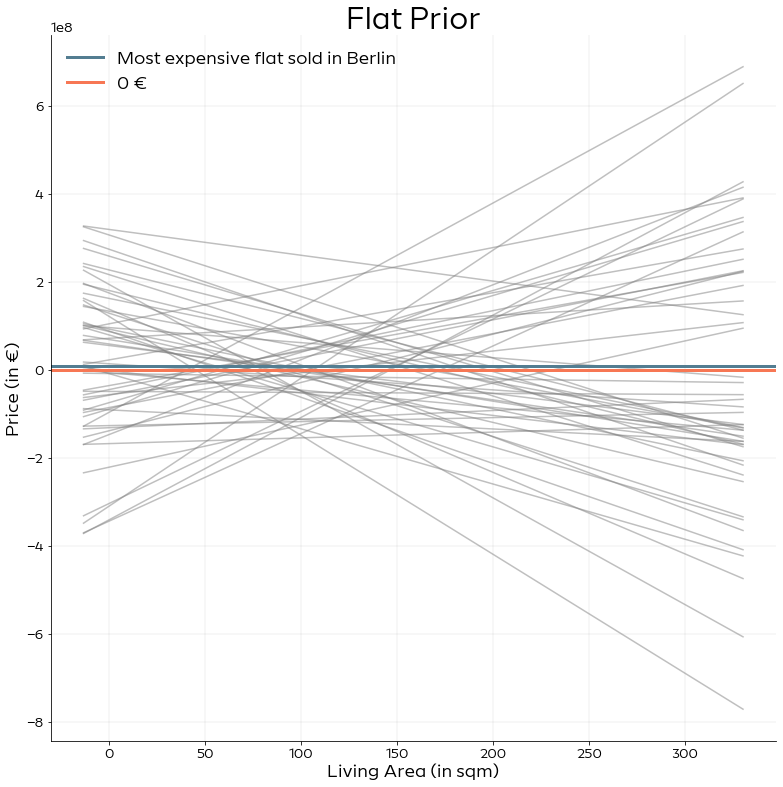 Flat Prior
1e8
Most expensive flat sold in Berlin
0 €
6
4
2
0
−2
−4
−6
−8
Price (in €)
0 50 100 150 200 250 300
Living Area (in sqm)